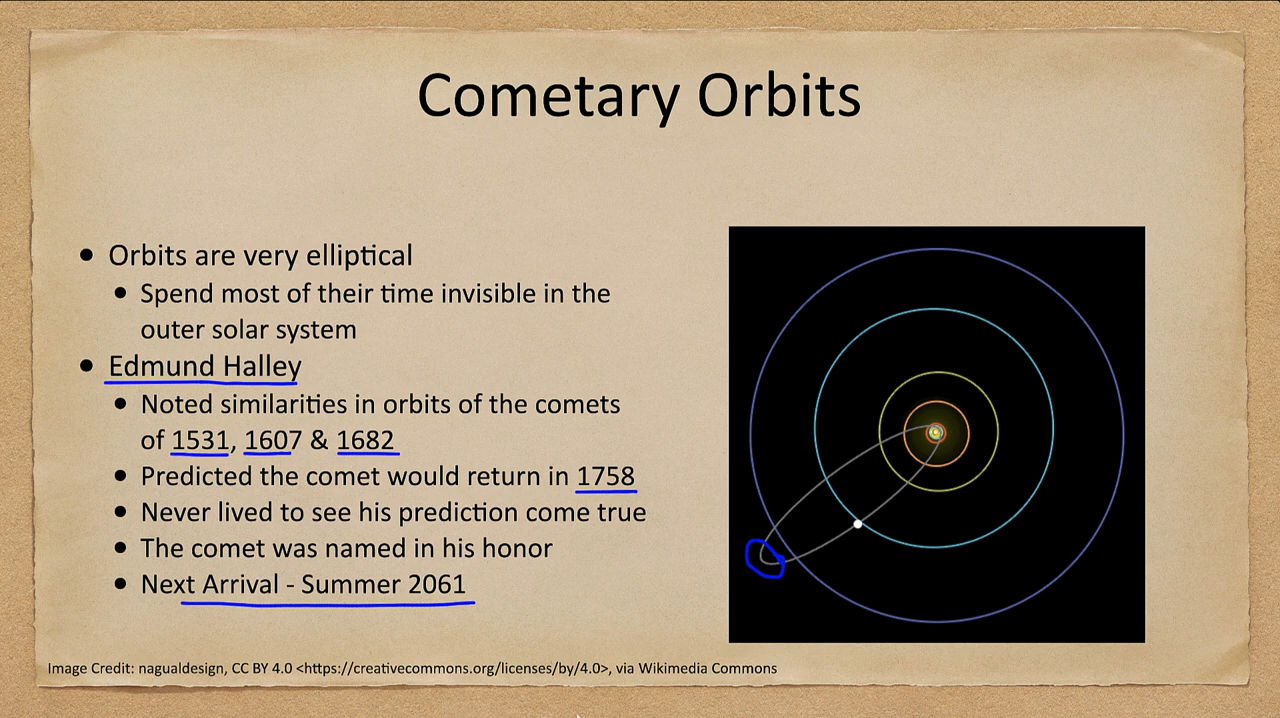 Cometary Orbits
• Orbits are very elliptical
• Spend most of their time invisible in the
outer solar system
• Edmund Halley
• Noted similarities in orbits of the comets
of 1531, 1607 & 1682
• Predicted the comet would return in 1758
• Never lived to see his prediction come true
• The comet was named in his honor
• Next Arrival - Summer 2061
Image Credit: nagualdesign, CC BY 4.0 <https://creativecommons.org/licenses/by/4.0>, via Wikimedia Commons